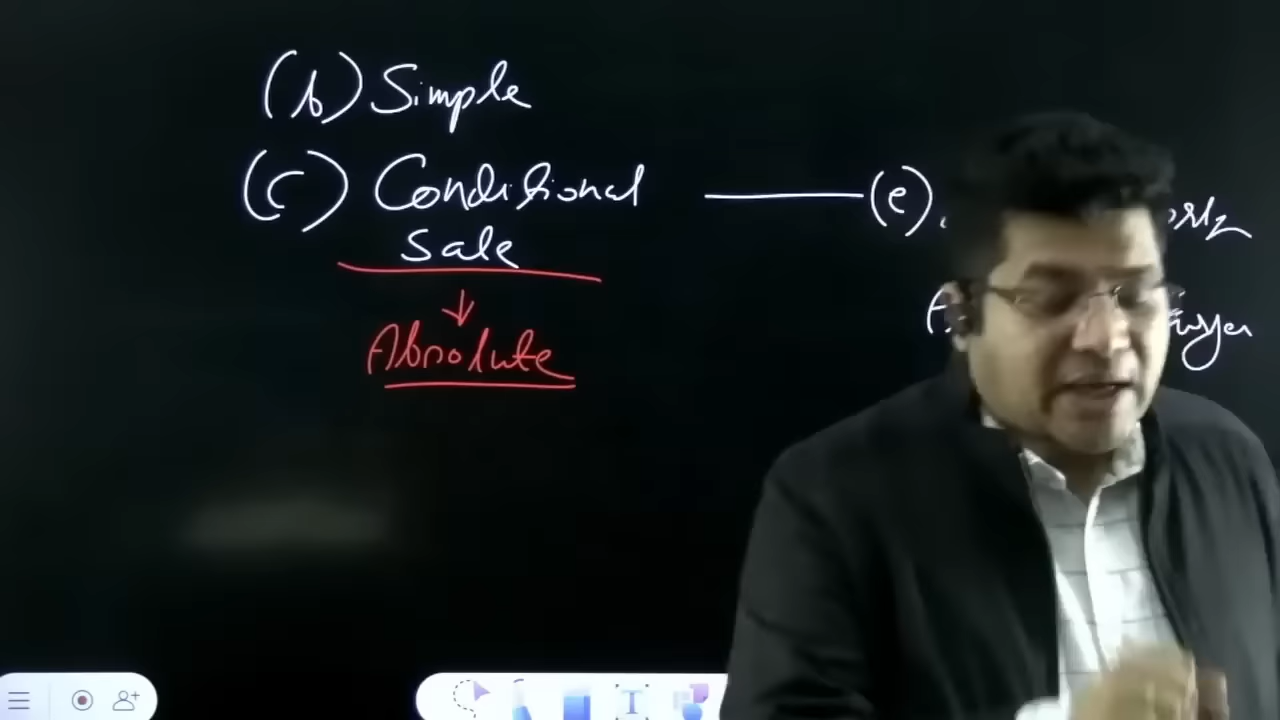 (b) Simple
(c) Conditional
Sale
Absolute
(e)